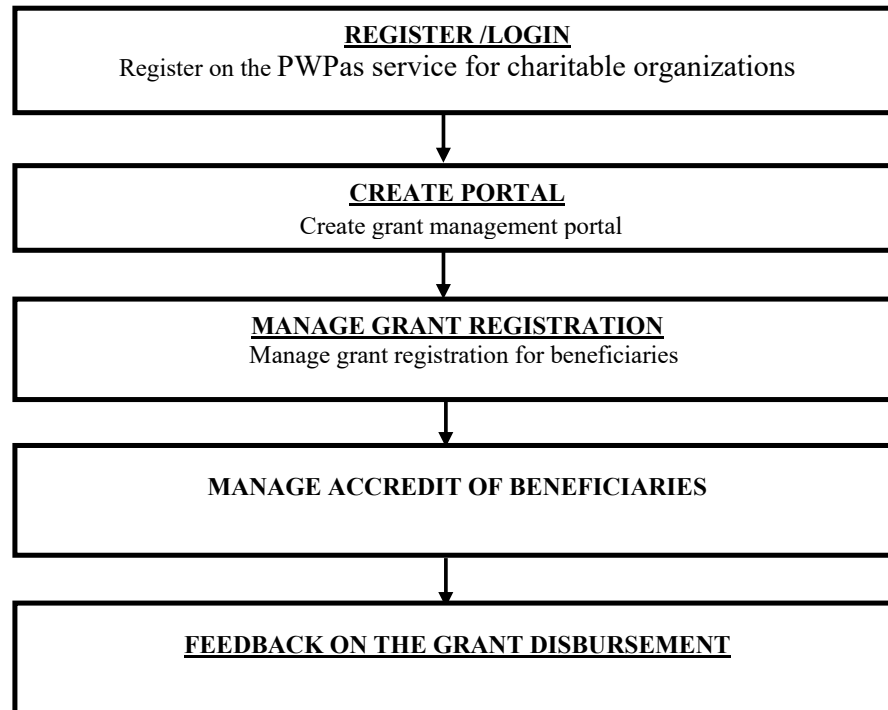 REGISTER /LOGIN
Register on the PWPas service for charitable organizations
CREATE PORTAL
Create grant management portal
MANAGE GRANT REGISTRATION
Manage grant registration for beneficiaries
MANAGE ACCREDIT OF BENEFICIARIES
FEEDBACK ON THE GRANT DISBURSEMENT